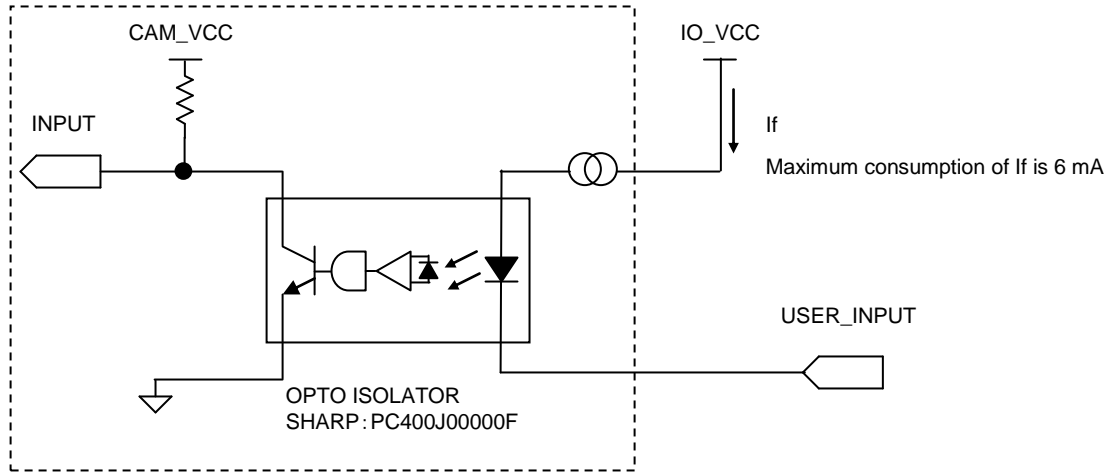 CAM_VCC
IO_VCC
INPUT
If
Maximum consumption of If is 6 mA
USER_INPUT
OPTO ISOLATOR
SHARP:PC400J00000F